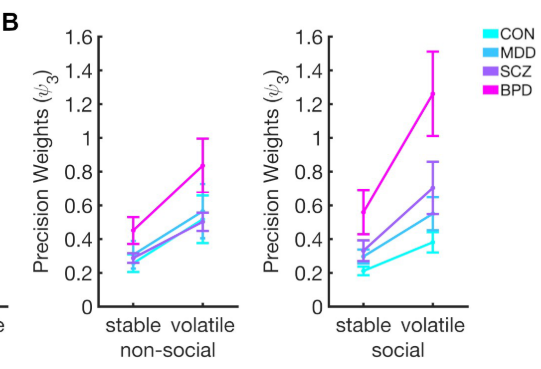 B
Precision Weights (ψ3)
1.6
1.4
1.2
1
0.8
0.6
0.4
0.2
0
stable volatile
non-social
Precision Weights (ψ3)
1.6
1.4
1.2
1
0.8
0.6
0.4
0.2
0
stable volatile
social
CON
MDD
SCZ
BPD
e